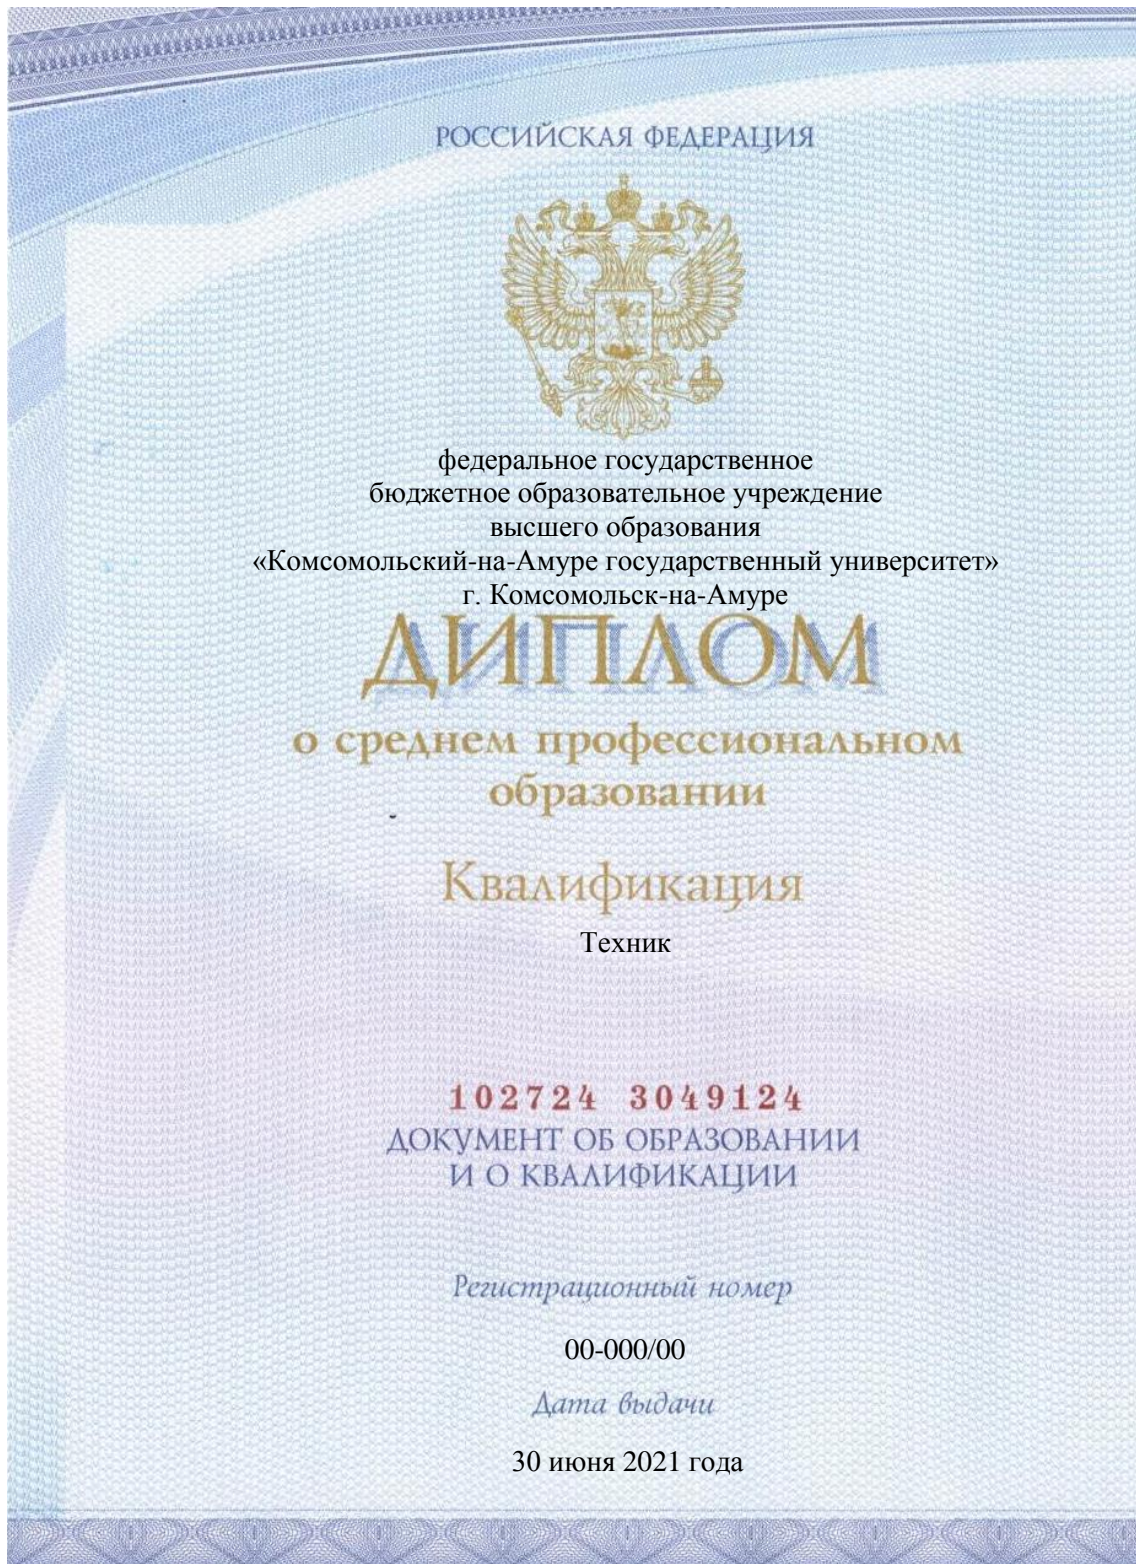 РОССИЙСКАЯ ФЕДЕРАЦИЯ
федеральное государственное
бюджетное образовательное учреждение
высшего образования
«Комсомольский-на-Амуре государственный университет»
г. Комсомольск-на-Амуре
ДИПЛОМ
о среднем профессиональном
образовании
Квалификация
Техник
102724 3049124
ДОКУМЕНТ ОБ ОБРАЗОВАНИИ
И О КВАЛИФИКАЦИИ
Регистрационный номер
00-000/00
Дата выдачи
30 июня 2021 года